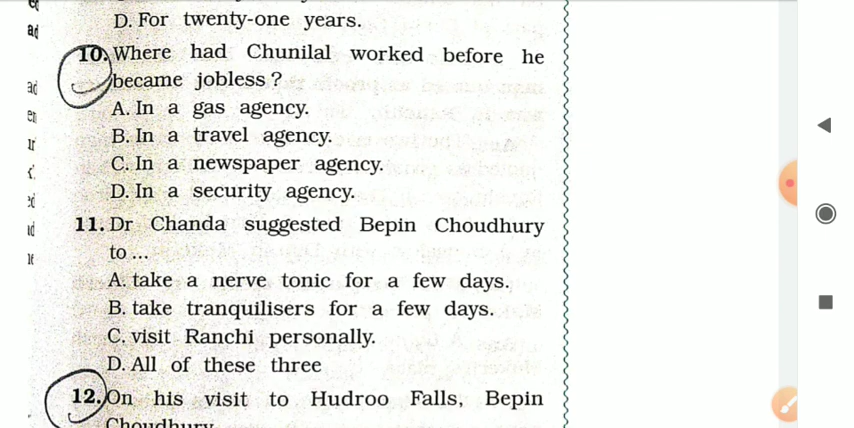 D. For twenty-one years.
10. Where had Chunilal worked before he
became jobless ?
A. In a gas agency.
B. In a travel agency.
C. In a newspaper agency.
D. In a security agency.
11. Dr Chanda suggested Bepin Choudhury
to ...
A. take a nerve tonic for a few days.
B. take tranquilisers for a few days.
C. visit Ranchi personally.
D. All of these three
12. On his visit to Hudroo Falls, Bepin
Choudhury